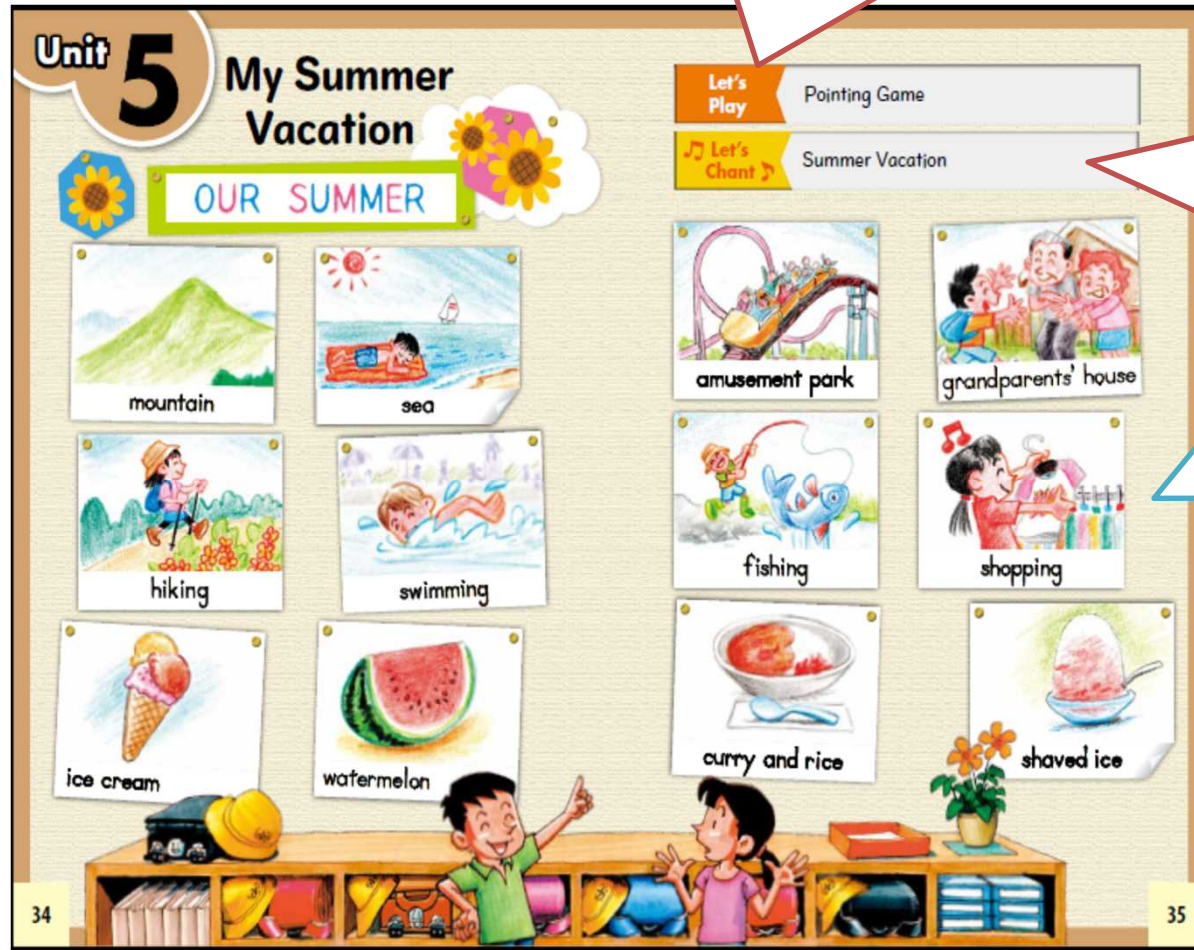 Unit 5
My Summer
Vacation
OUR SUMMER
Let's
Play
Pointing Game
Let's
Chant
Summer Vacation
mountain
sea
amusement park
grandparents' house
hiking
swimming
fishing
shopping
ice cream
watermelon
curry and rice
shaved ice
34
35